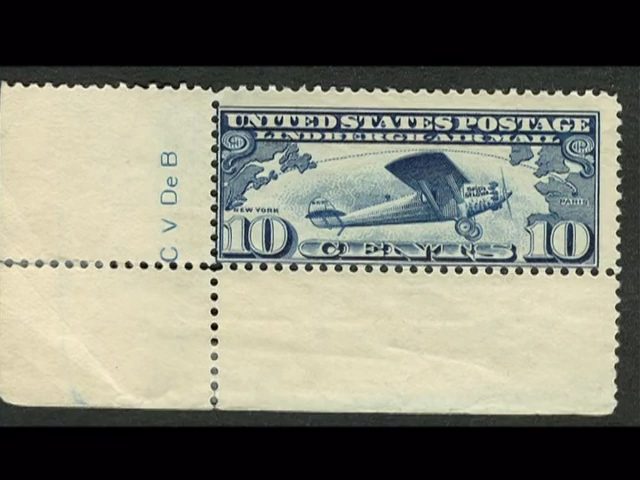 UNITED STATES POSTAGE
LINDBERGH AIR MAIL
NEW YORK
PARIS
10 CENTS 10
C V De B